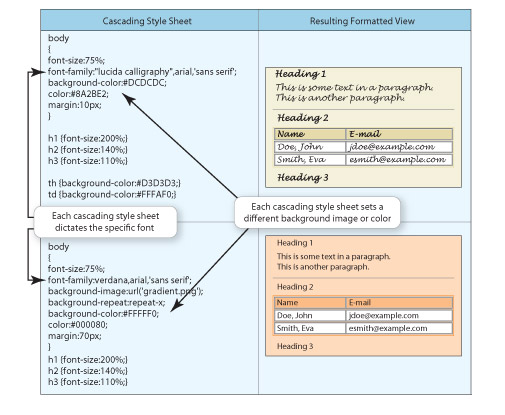 Cascading Style Sheet
Resulting Formatted View
body
{
font-size:75%;
font-family:"lucida calligraphy",arial,'sans serif';
background-color:#DCDCDC;
color:#8A2BE2;
margin:10px;
}
h1 {font-size:200%;}
h2 {font-size:140%;}
h3 {font-size:110%;}
th {background-color:#D3D3D3;}
td {background-color:#FFFAF0;}
Heading 1
This is some text in a paragraph.
This is another paragraph.
Heading 2
Name E-mail
Doe, John jdoe@example.com
Smith, Eva esmith@example.com
Heading 3
Each cascading style sheet
dictates the specific font
Each cascading style sheet sets a
different background image or color
body
{
font-size:75%;
font-family:verdana,arial,'sans serif';
background-image:url('gradient.png');
background-repeat:repeat-x;
background-color:#FFFFF0;
color:#000080;
margin:70px;
}
h1 {font-size:200%;}
h2 {font-size:140%;}
h3 {font-size:110%;}
Heading 1
This is some text in a paragraph.
This is another paragraph.
Heading 2
Name E-mail
Doe, John jdoe@example.com
Smith, Eva esmith@example.com
Heading 3